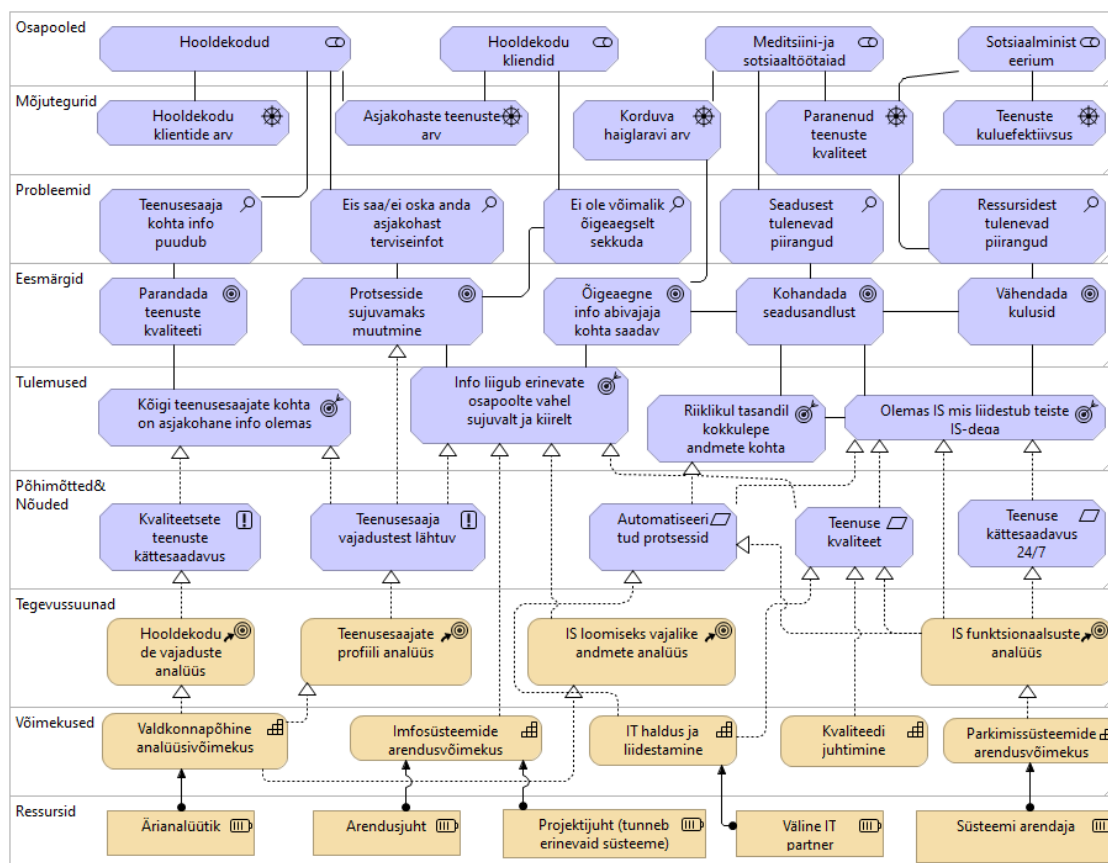 Osapooled
Hooldekodud
Hooldekodu
kliendid
Meditsiini-ja
sotsiaaltöötaiad
Sotsiaalminist
eerium
Mõjutegurid
Hooldekodu
klientide arv
Asjakohaste teenuste
arv
Korduva
haiglaravi arv
Paranenud
teenuste
kvaliteet
Teenuste
kuluefektiivsus
Probleemid
Teenusesaaja
kohta info
puudub
Eis saa/ei oska anda
asjakohast
terviseinfot
Ei ole võimalik
õigeaegselt
sekkuda
Seadusest
tulenevad
piirangud
Ressursidest
tulenevad
piirangud
Eesmärgid
Parandada
teenuste
kvaliteeti
Protsesside
sujuvamaks
muutmine
Õigeaegne
info abivajaja
kohta saadav
Kohandada
seadusandlust
Vähendada
kulusid
Tulemused
Kõigi teenusesaajate kohta
on asjakohane info olemas
Info liigub erinevate
osapoolte vahel
sujuvalt ja kiirelt
Riiklikul tasandil
kokkulepe
andmete kohta
Olemas IS mis liidestub teiste
IS-dega
Põhimõtted&
Nõuded
Kvaliteetsete
teenuste
kättesaadavus
Teenusesaaja
vajadustest lähtuv
Automatiseeri
tud protsessid
Teenuse
kvaliteet
Teenuse
kättesaadavus
24/7
Tegevussuunad
Hooldekodu
de vajaduste
analüüs
Teenusesaajate
profiili analüüs
IS loomiseks vajalike
andmete analüüs
IS funktsionaalsuste
analüüs
Võimekused
Valdkonnapõhine
analüüsivõimekus
Imfosüsteemide
arendusvõimekus
IT haldus ja
liidestamine
Kvaliteedi
juhtimine
Parkimissüsteemide
arendusvõimekus
Ressursid
Ärianalüütik
Arendusjuht
Projektijuht (tunneb
erinevaid süsteeme)
Väline IT
partner
Süsteemi arendaja